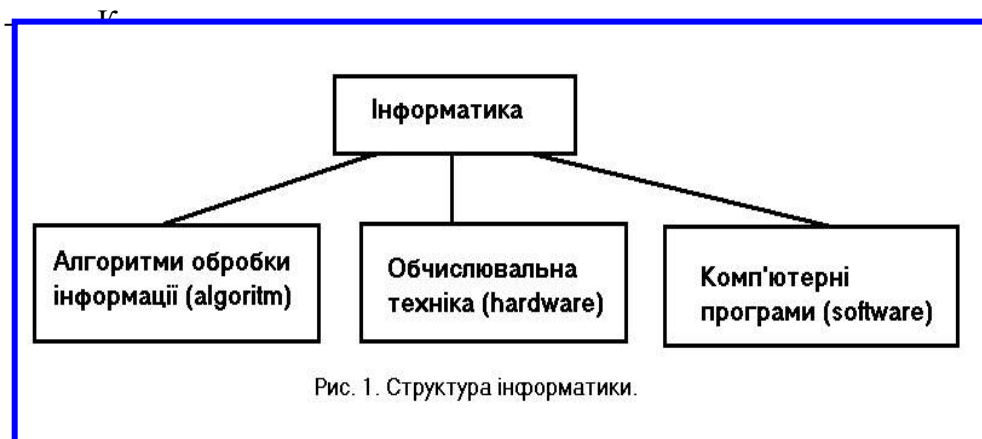 Інформатика
Алгоритми обробки
інформації (algoritm)
Обчислювальна
техніка (hardware)
Комп'ютерні
програми (software)
Рис. 1. Структура інформатики.